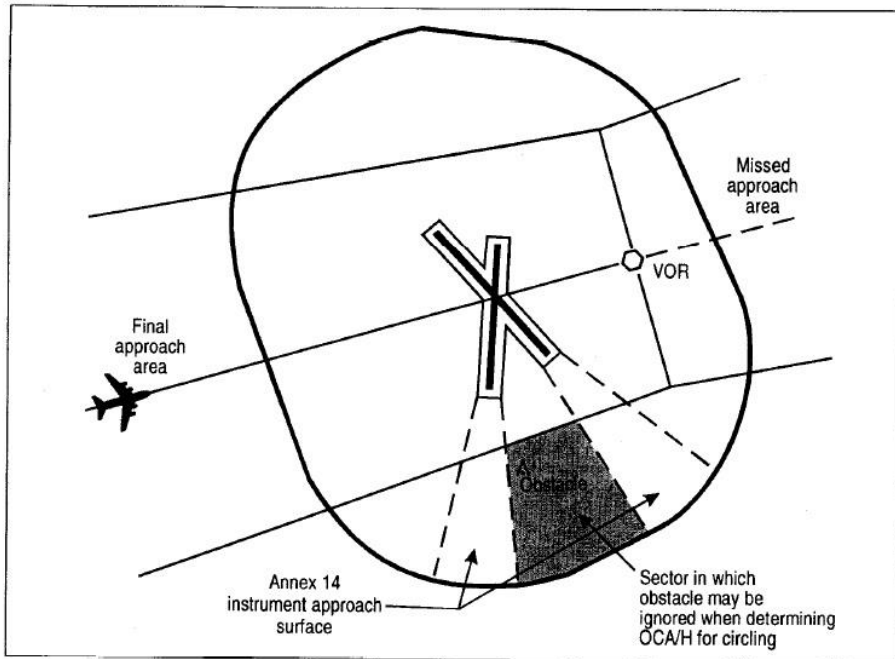 Missed
approach
area
VOR
Final
approach
area
Obstacle
Annex 14
instrument approach
surface
Sector in which
obstacle may be
ignored when determining
OCA/H for circling